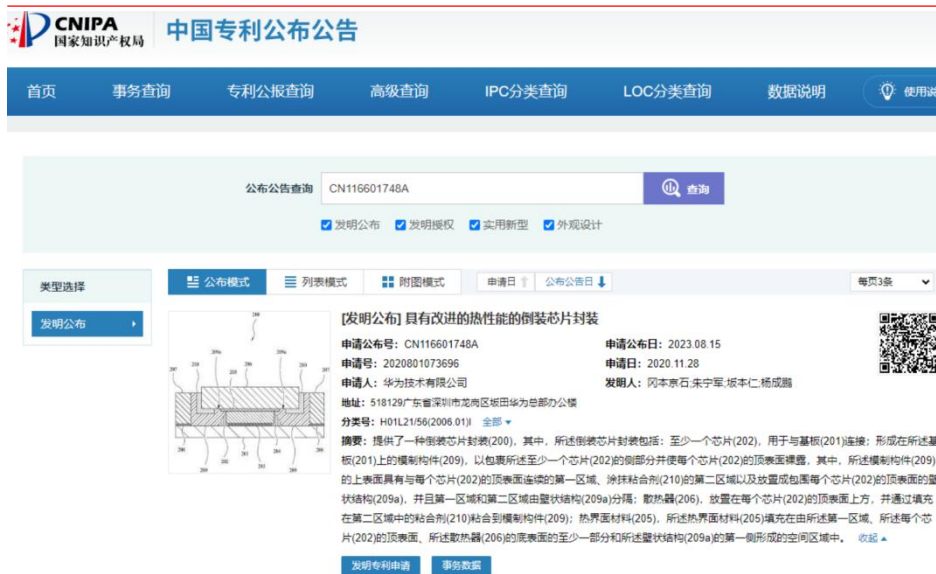 CNIPA
国家知识产权局
中国专利公布公告
首页 事务查询 专利公报查询 高级查询 IPC分类查询 LOC分类查询 数据说明 使用说
公布公告查询 CN116601748A 查询
发明公布 发明授权 实用新型 外观设计
类型选择
发明公布
公布模式 列表模式 附图模式 申请日 公布公告日 每页3条
[发明公布] 具有改进的热性能的倒装芯片封装
申请公布号：CN116601748A 申请公布日：2023.08.15
申请号：2020801073696 申请日：2020.11.28
申请人：华为技术有限公司 发明人：冈本京石;朱宁军;坂本仁;杨成鹏
地址：518129广东省深圳市龙岗区坂田华为总部办公楼
分类号：H01L21/56(2006.01)I 全部
摘要：提供了一种倒装芯片封装(200)，其中，所述倒装芯片封装包括：至少一个芯片(202)，用于与基板(201)连接；形成在所述基
板(201)上的模制构件(209)，以包裹所述至少一个芯片(202)的侧部分并使每个芯片(202)的顶表面裸露，其中，所述模制构件(209)
的上表面具有与每个芯片(202)的顶表面连续的第一区域、涂抹粘合剂(210)的第二区域以及放置成包围每个芯片(202)的顶表面的壁
状结构(209a)，并且第一区域和第二区域由壁状结构(209a)分隔；散热器(206)，放置在每个芯片(202)的顶表面上方，并通过填充
在第二区域中的粘合剂(210)粘合到模制构件(209)；热界面材料(205)，所述热界面材料(205)填充在由所述第一区域、所述每个芯
片(202)的顶表面、所述散热器(206)的底表面的至少一部分和所述壁状结构(209a)的第一侧形成的空间区域中。 收起
发明专利申请 事务数据